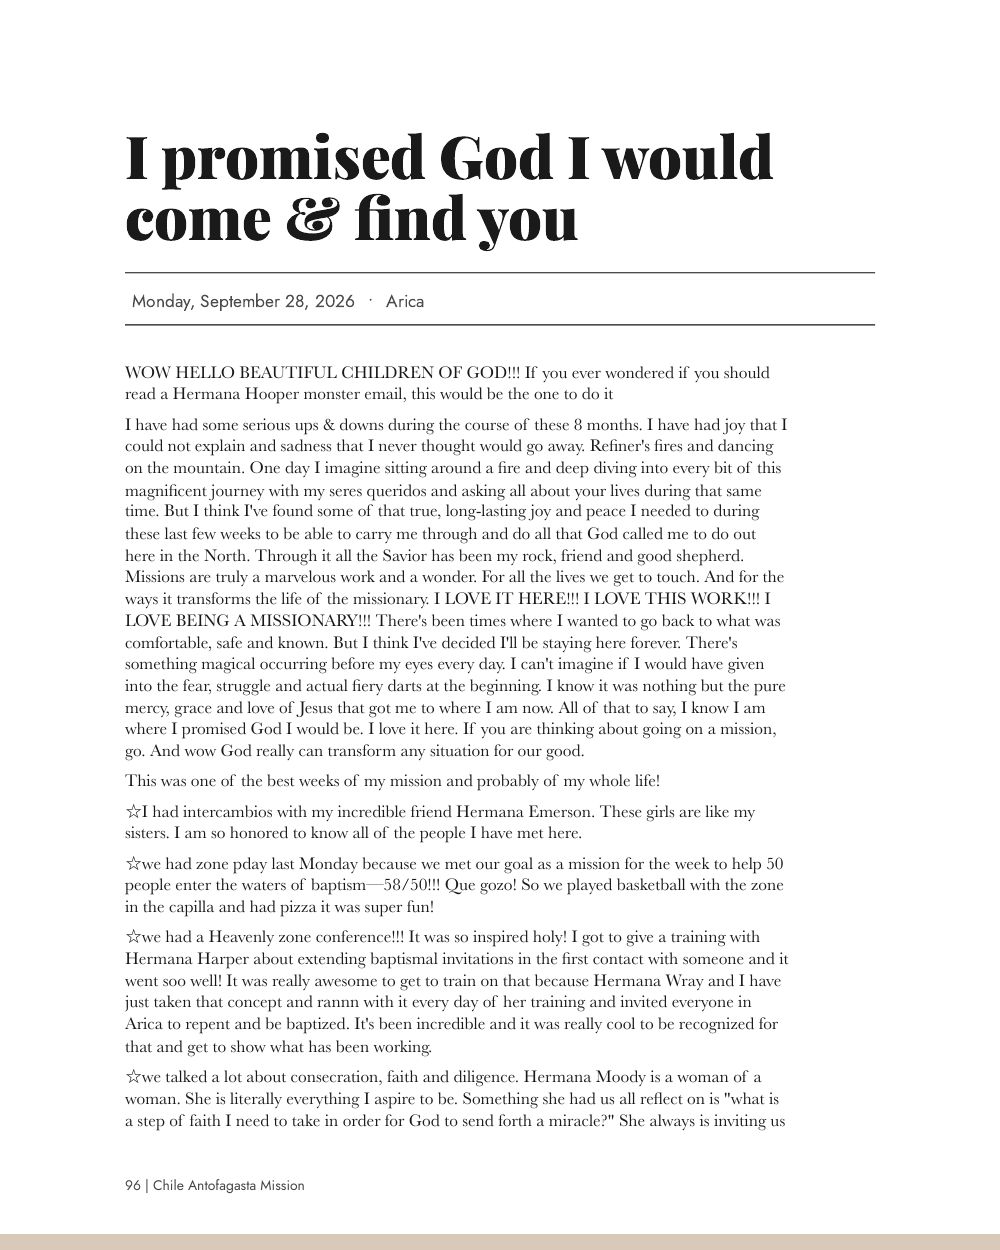 I promised God I would
come & find you
Monday, September 28, 2026 · Arica
WOW HELLO BEAUTIFUL CHILDREN OF GOD!!! If you ever wondered if you should
read a Hermana Hooper monster email, this would be the one to do it
I have had some serious ups & downs during the course of these 8 months. I have had joy that I
could not explain and sadness that I never thought would go away. Refiner's fires and dancing
on the mountain. One day I imagine sitting around a fire and deep diving into every bit of this
magnificent journey with my seres queridos and asking all about your lives during that same
time. But I think I've found some of that true, long-lasting joy and peace I needed to during
these last few weeks to be able to carry me through and do all that God called me to do out
here in the North. Through it all the Savior has been my rock, friend and good shepherd.
Missions are truly a marvelous work and a wonder. For all the lives we get to touch. And for the
ways it transforms the life of the missionary. I LOVE IT HERE!!! I LOVE THIS WORK!!! I
LOVE BEING A MISSIONARY!!! There's been times where I wanted to go back to what was
comfortable, safe and known. But I think I've decided I'll be staying here forever. There's
something magical occurring before my eyes every day. I can't imagine if I would have given
into the fear, struggle and actual fiery darts at the beginning. I know it was nothing but the pure
mercy, grace and love of Jesus that got me to where I am now. All of that to say, I know I am
where I promised God I would be. I love it here. If you are thinking about going on a mission,
go. And wow God really can transform any situation for our good.
This was one of the best weeks of my mission and probably of my whole life!
☆I had intercambios with my incredible friend Hermana Emerson. These girls are like my
sisters. I am so honored to know all of the people I have met here.
☆we had zone pday last Monday because we met our goal as a mission for the week to help 50
people enter the waters of baptism—58/50!!! Que gozo! So we played basketball with the zone
in the capilla and had pizza it was super fun!
☆we had a Heavenly zone conference!!! It was so inspired holy! I got to give a training with
Hermana Harper about extending baptismal invitations in the first contact with someone and it
went soo well! It was really awesome to get to train on that because Hermana Wray and I have
just taken that concept and rannn with it every day of her training and invited everyone in
Arica to repent and be baptized. It's been incredible and it was really cool to be recognized for
that and get to show what has been working.
☆we talked a lot about consecration, faith and diligence. Hermana Moody is a woman of a
woman. She is literally everything I aspire to be. Something she had us all reflect on is "what is
a step of faith I need to take in order for God to send forth a miracle?" She always is inviting us
96 | Chile Antofagasta Mission